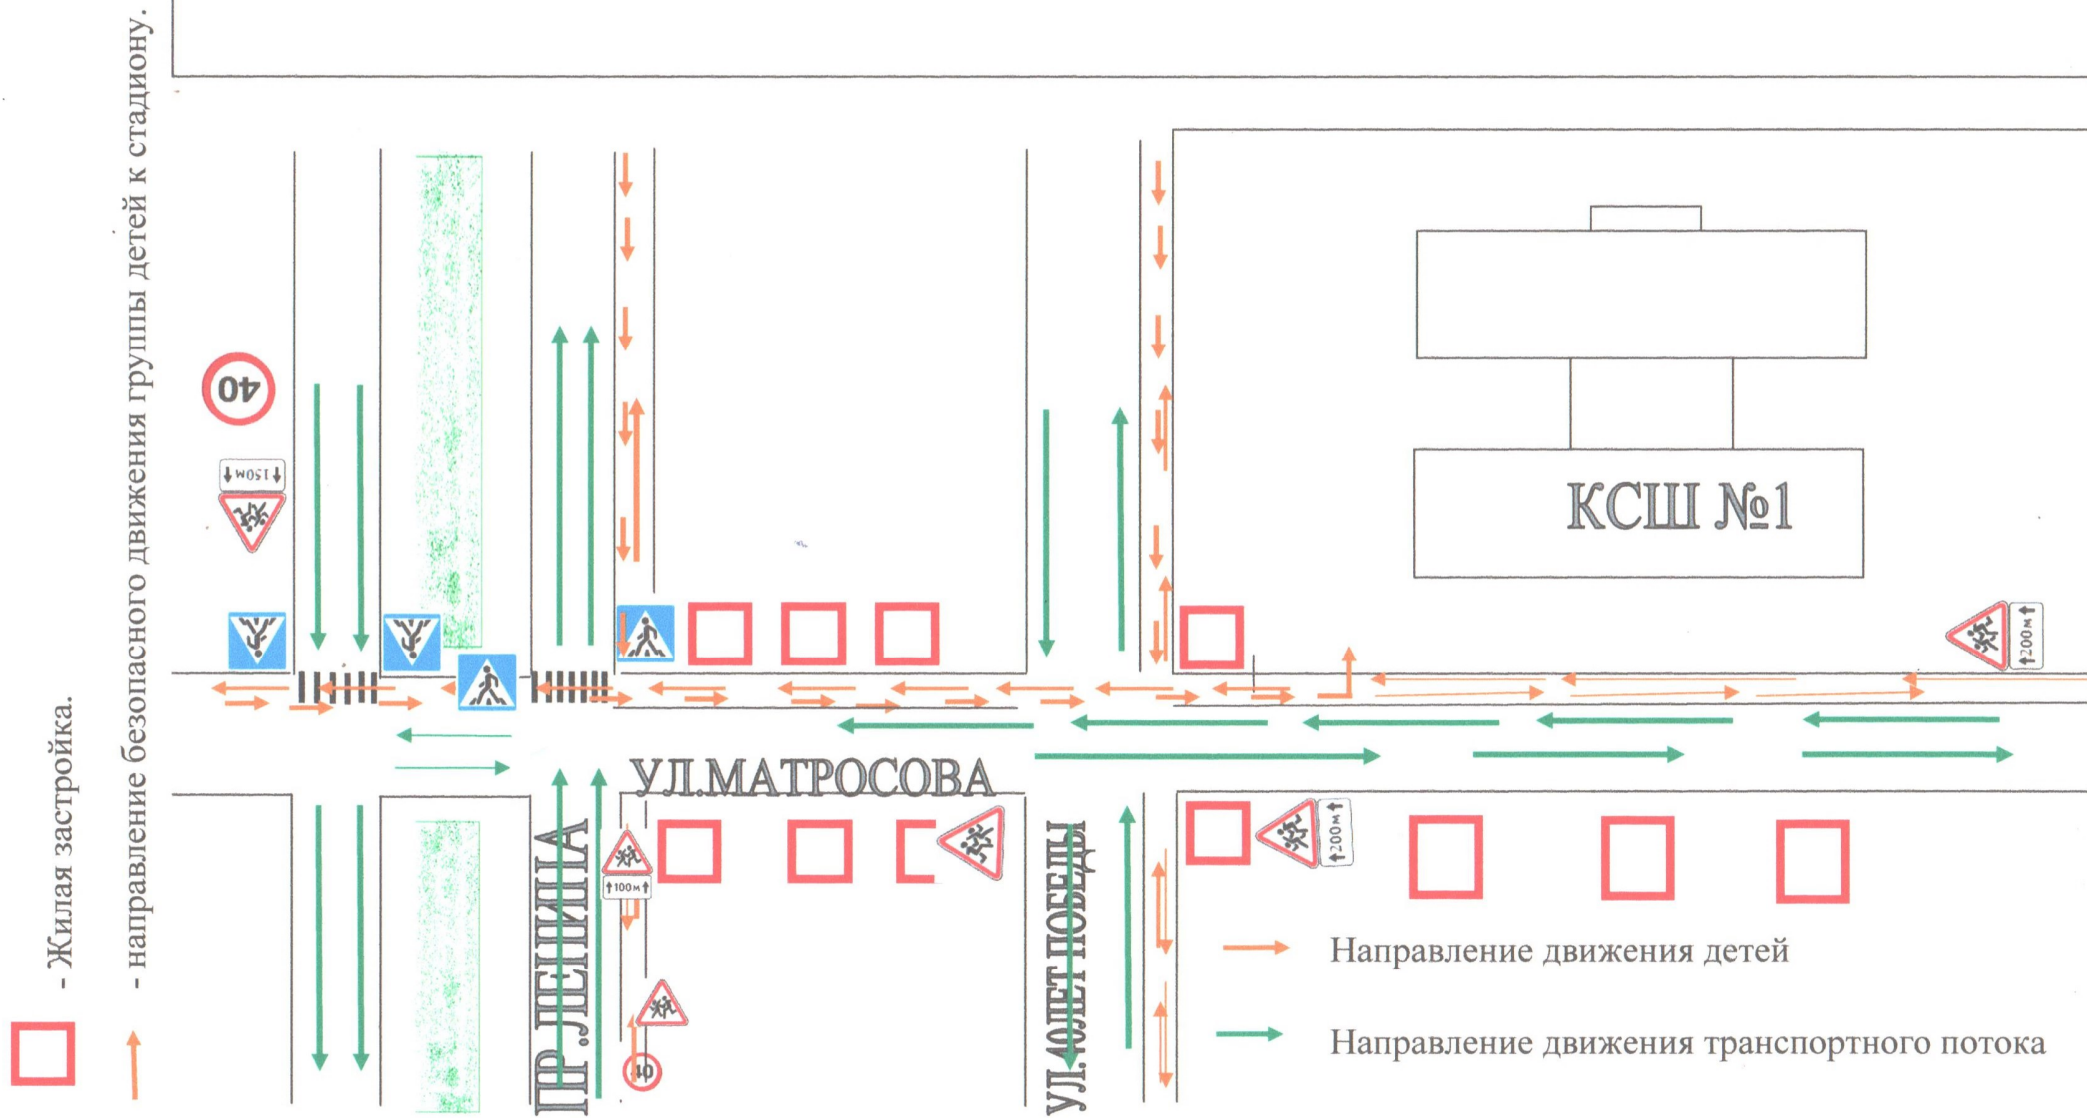 - Жилая застройка.
- направление безопасного движения группы детей к стадиону.
40
150м
КСШ №1
200м
УЛ.МАТРОСОВА
ПР.ЛЕНИНА
100м
40
УЛ.40ЛЕТ ПОБЕДЫ
200м
Направление движения детей
Направление движения транспортного потока